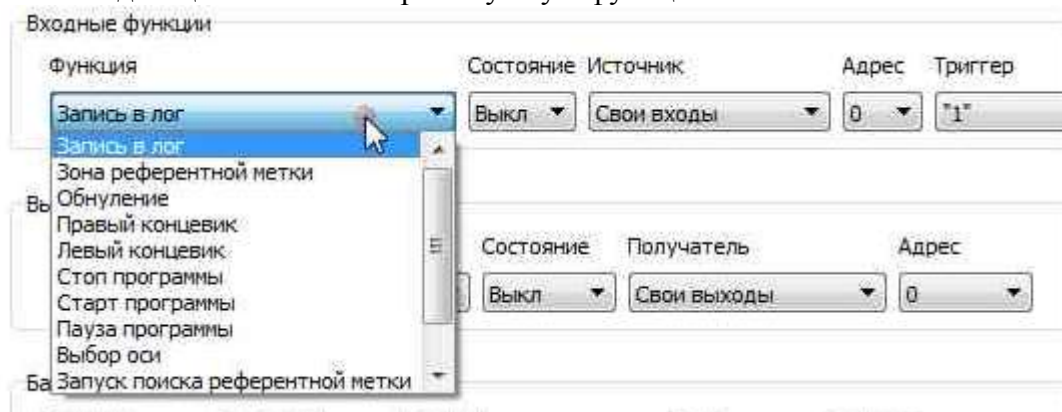 Входные функции
Функция Состояние Источник Адрес Триггер
Запись в лог Выкл Свои входы 0 "1"
Запись в лог
Зона референтной метки
Обнуление
Правый концевик
Левый концевик
Стоп программы
Старт программы
Пауза программы
Выбор оси
Запуск поиска референтной метки
Вы
Состояние Получатель Адрес
Выкл Свои выходы 0
Ба